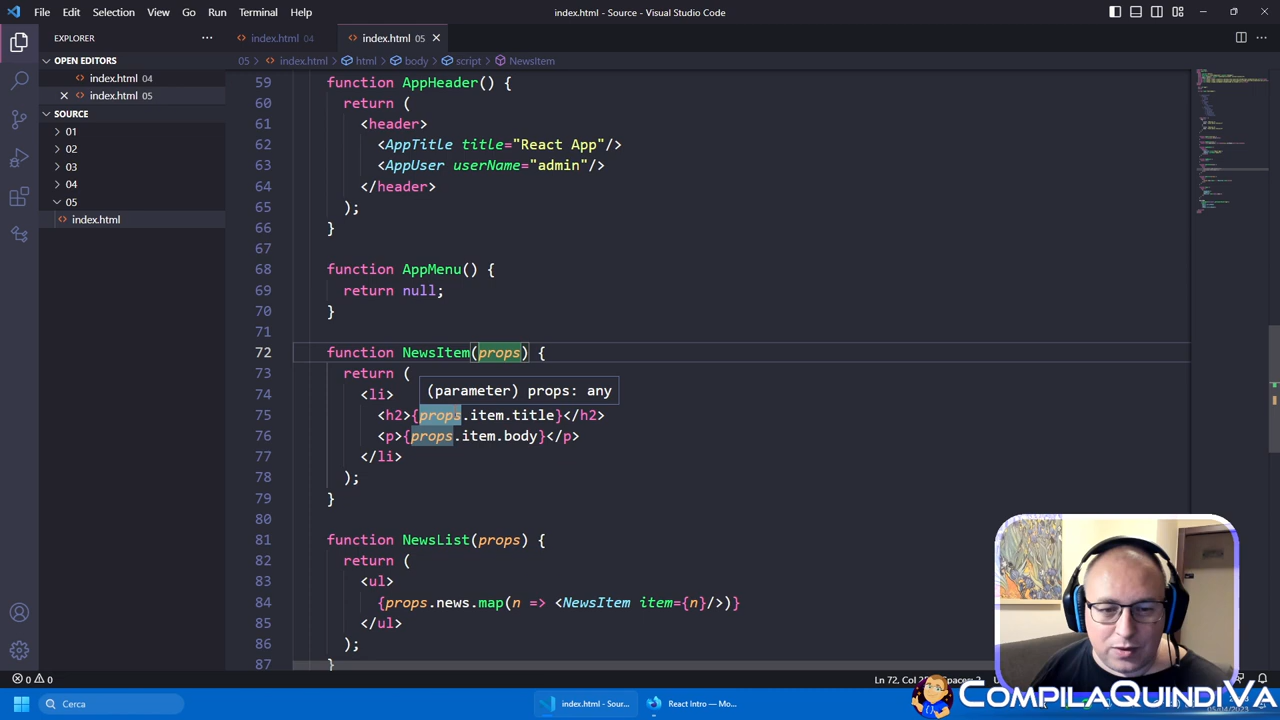 File Edit Selection View Go Run Terminal Help
index.html - Source - Visual Studio Code
EXPLORER
index.html 04
index.html 05
OPEN EDITORS
index.html 04
index.html 05
SOURCE
01
02
03
04
05
index.html
05 > index.html > html > body > script > NewsItem
59 function AppHeader() {
60 return (
61 <header>
62 <AppTitle title="React App"/>
63 <AppUser userName="admin"/>
64 </header>
65 );
66 }
67
68 function AppMenu() {
69 return null;
70 }
71
72 function NewsItem(props) {
73 return (
74 <li>
(parameter) props: any
75 <h2>{props.item.title}</h2>
76 <p>{props.item.body}</p>
77 </li>
78 );
79 }
80
81 function NewsList(props) {
82 return (
83 <ul>
84 {props.news.map(n => <NewsItem item={n}/>)}
85 </ul>
86 );
87 }
0 0
Ln 72, Col
Cerca
index.html - Sour...
React Intro — Mo...
COMPILAQUINDIVA